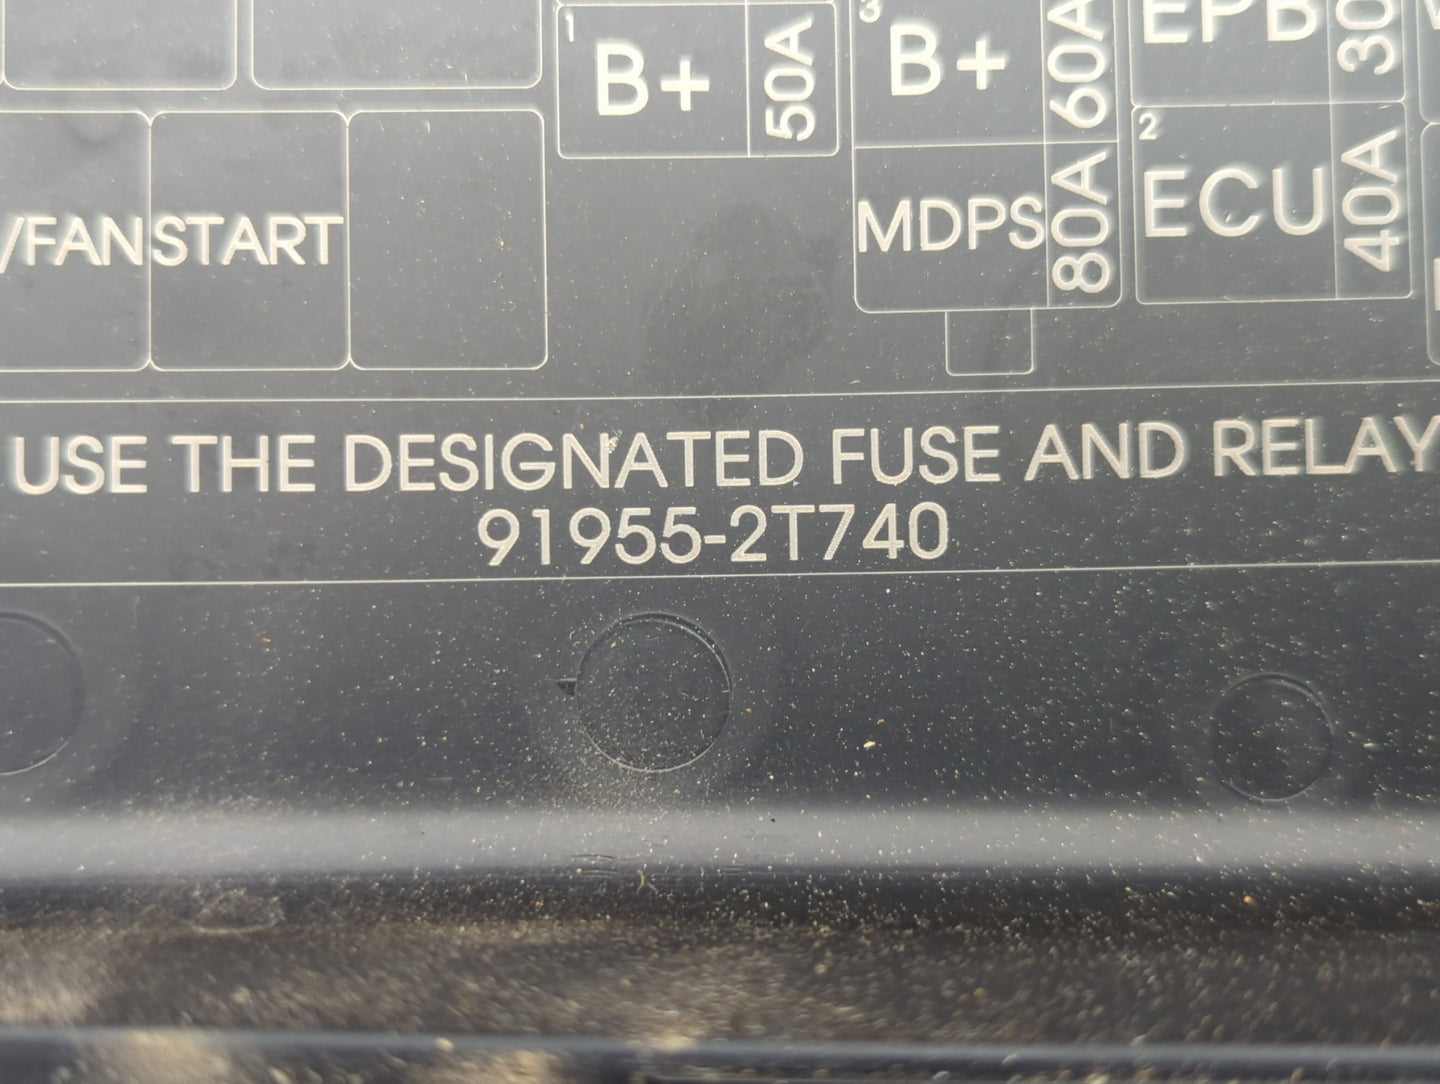 1 B+ 50A
3 B+ 60A
EPB 30
/FAN START
MDPS 80A
2 ECU 40A
USE THE DESIGNATED FUSE AND RELAY
91955-2T740